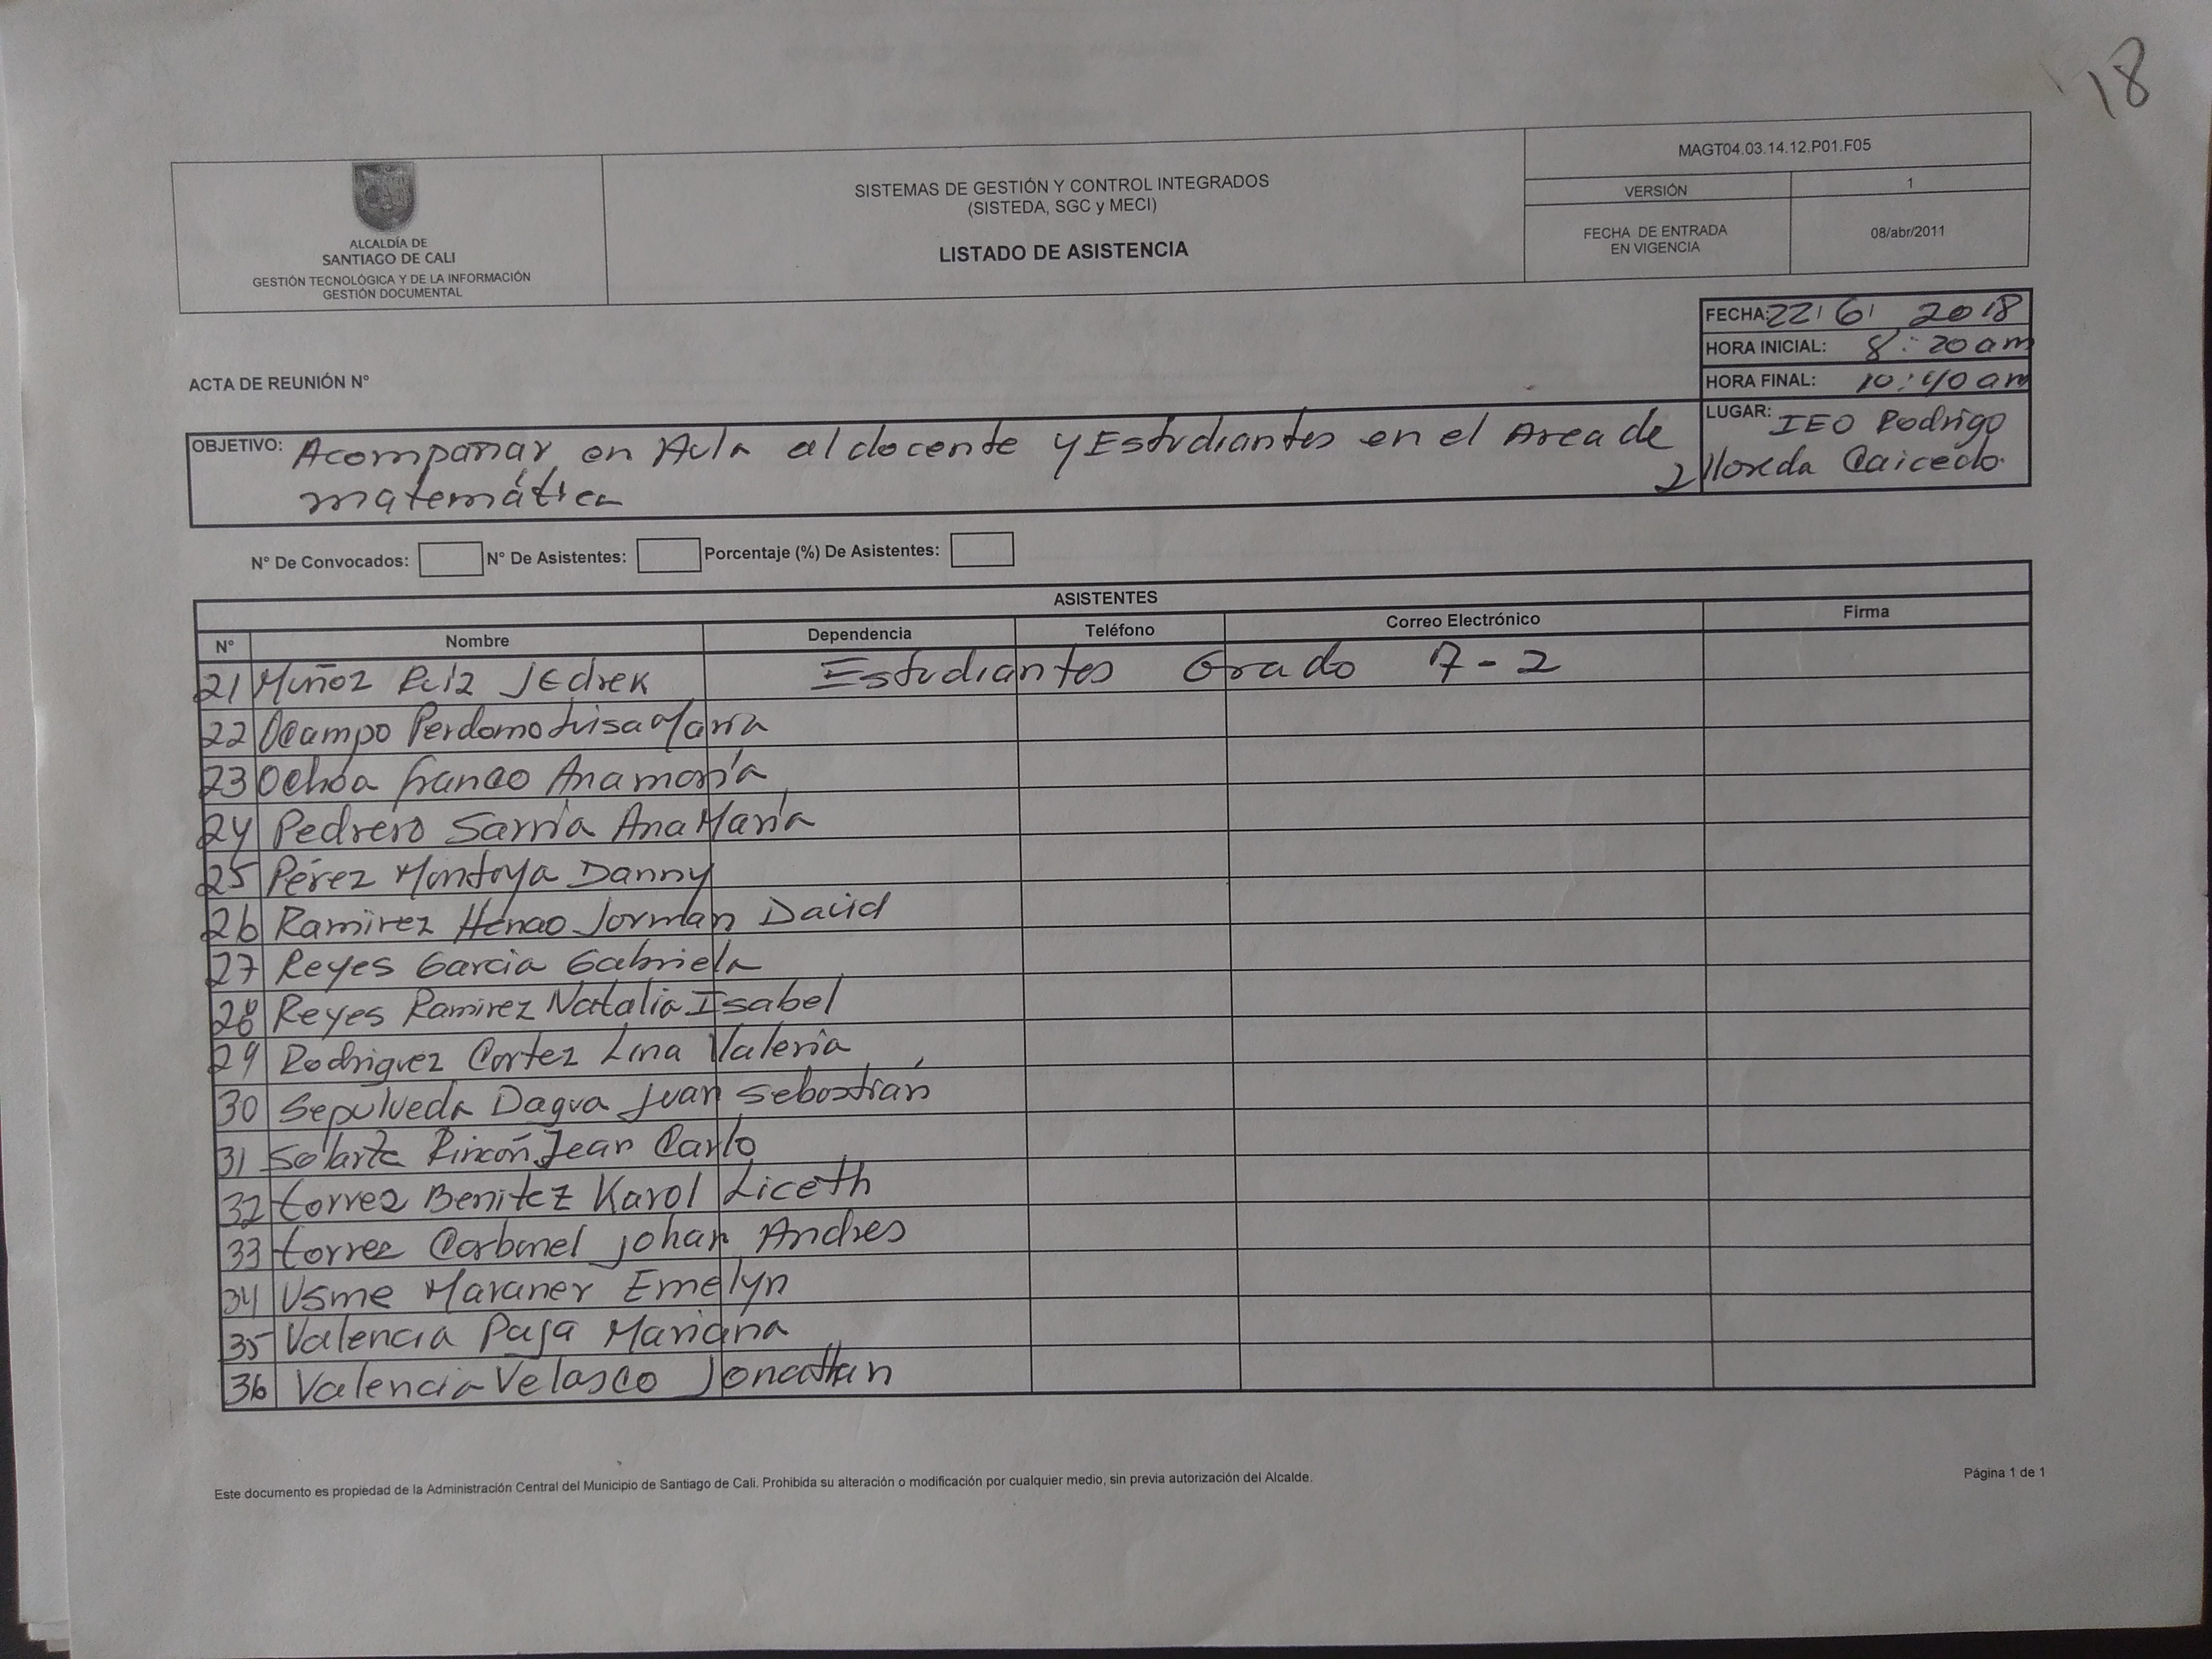 18
MAGT04.03.14.12.P01.F05
SISTEMAS DE GESTIÓN Y CONTROL INTEGRADOS
(SISTEDA, SGC y MECI)
LISTADO DE ASISTENCIA
VERSIÓN 1
FECHA DE ENTRADA
EN VIGENCIA
08/abr/2011
ALCALDÍA DE
SANTIAGO DE CALI
GESTIÓN TECNOLÓGICA Y DE LA INFORMACIÓN
GESTIÓN DOCUMENTAL
FECHA: 22/6/ 2018
HORA INICIAL: 8:20am
HORA FINAL: 10:40am
ACTA DE REUNIÓN N°
LUGAR: IEO Rodrigo
Lloreda Caicedo.
OBJETIVO: Acompañar en Aula al docente y Estudiantes en el Area de
matemática
N° De Convocados: N° De Asistentes: Porcentaje (%) De Asistentes:
ASISTENTES
N° Nombre Dependencia Teléfono Correo Electrónico Firma
21 Muñoz Ruiz JEdrek Estudiantes Grado 7-2
22 Ocampo Perdomo Luisa María
23 Ochoa franco Ana maría
24 Pedrero Sarria Ana María
25 Pérez Montoya Danny
26 Ramirez Henao Jorman David
27 Reyes Garcia Gabriela
28 Reyes Ramirez Natalia Isabel
29 Rodriguez Cortez Lina Valeria
30 Sepulveda Dagua Juan Sebastián
31 Solarte Rincón Jean Carlo
32 torrez Benitez Karol Liceth
33 torrez Carbonel johan Andres
34 Usme Emelyn
35 Valencia Mariana
36 Valencia Velasco Jonathan
Este documento es propiedad de la Administración Central del Municipio de Santiago de Cali. Prohibida su alteración o modificación por cualquier medio, sin previa autorización del Alcalde.
Página 1 de 1